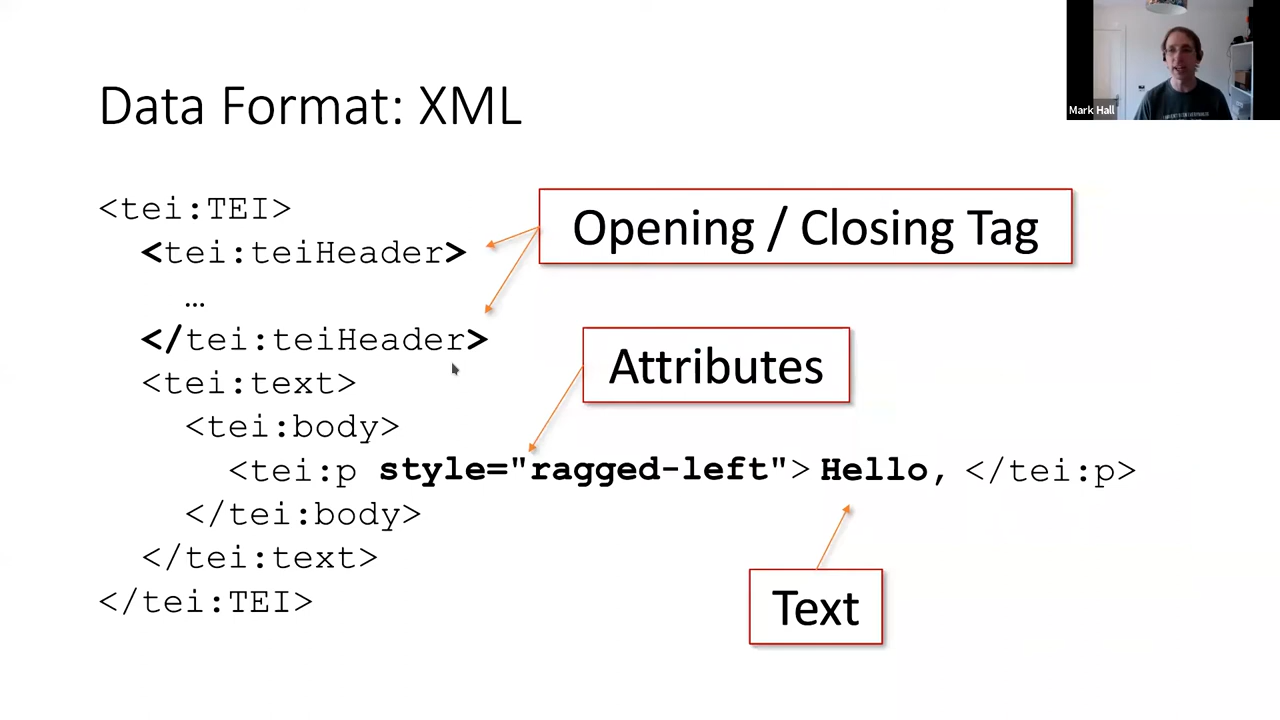 Data Format: XML
Mark Hall
<tei:TEI>
<tei:teiHeader>
Opening / Closing Tag
…
</tei:teiHeader>
Attributes
<tei:text>
<tei:body>
<tei:p style="ragged-left"> Hello, </tei:p>
</tei:body>
</tei:text>
Text
</tei:TEI>